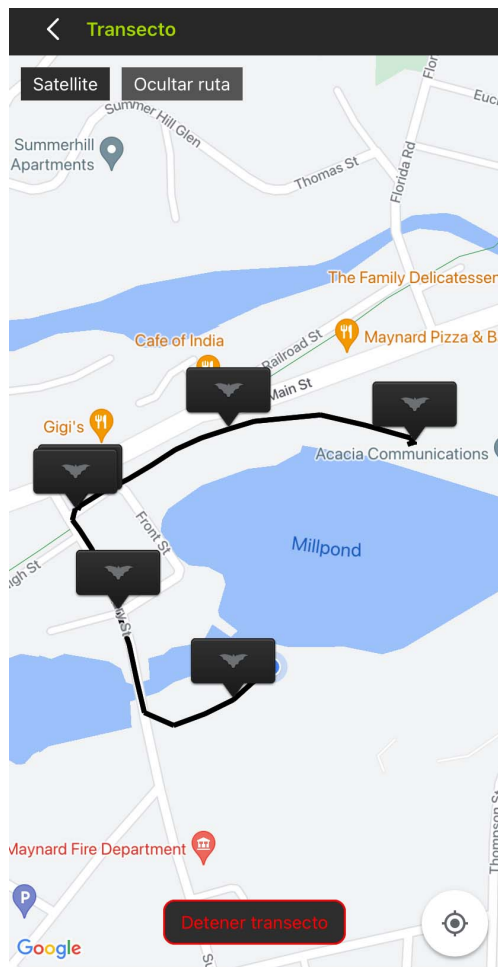 Transecto
Satellite
Ocultar ruta
Summer Hill Glen
Summerhill
Apartments
Thomas St
Florida Rd
The Family Delicatessen
Cafe of India
Railroad St
Maynard Pizza & B
Main St
Gigi's
Acacia Communications
Front St
Millpond
Maynard Fire Department
Thompson St
P
Detener transecto
Google